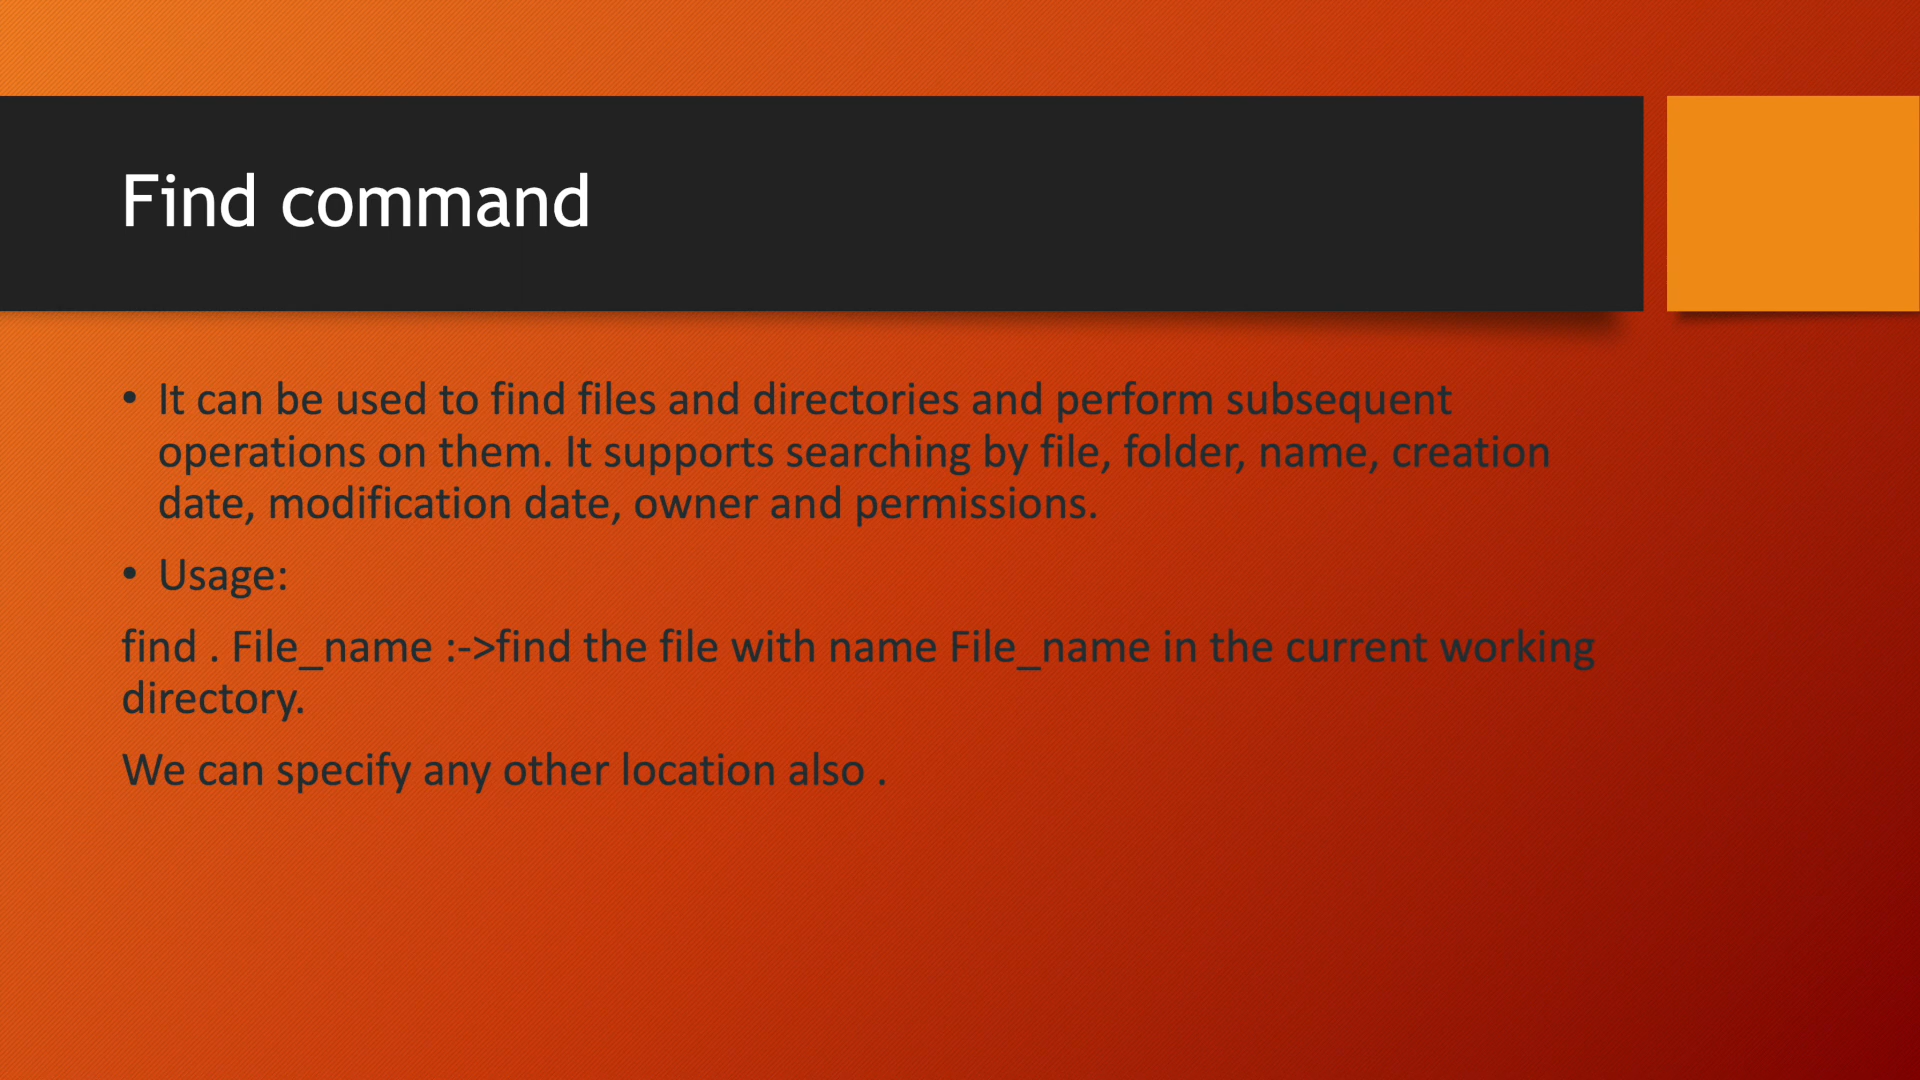 Find command
• It can be used to find files and directories and perform subsequent
operations on them. It supports searching by file, folder, name, creation
date, modification date, owner and permissions.
• Usage:
find . File_name :->find the file with name File_name in the current working
directory.
We can specify any other location also .